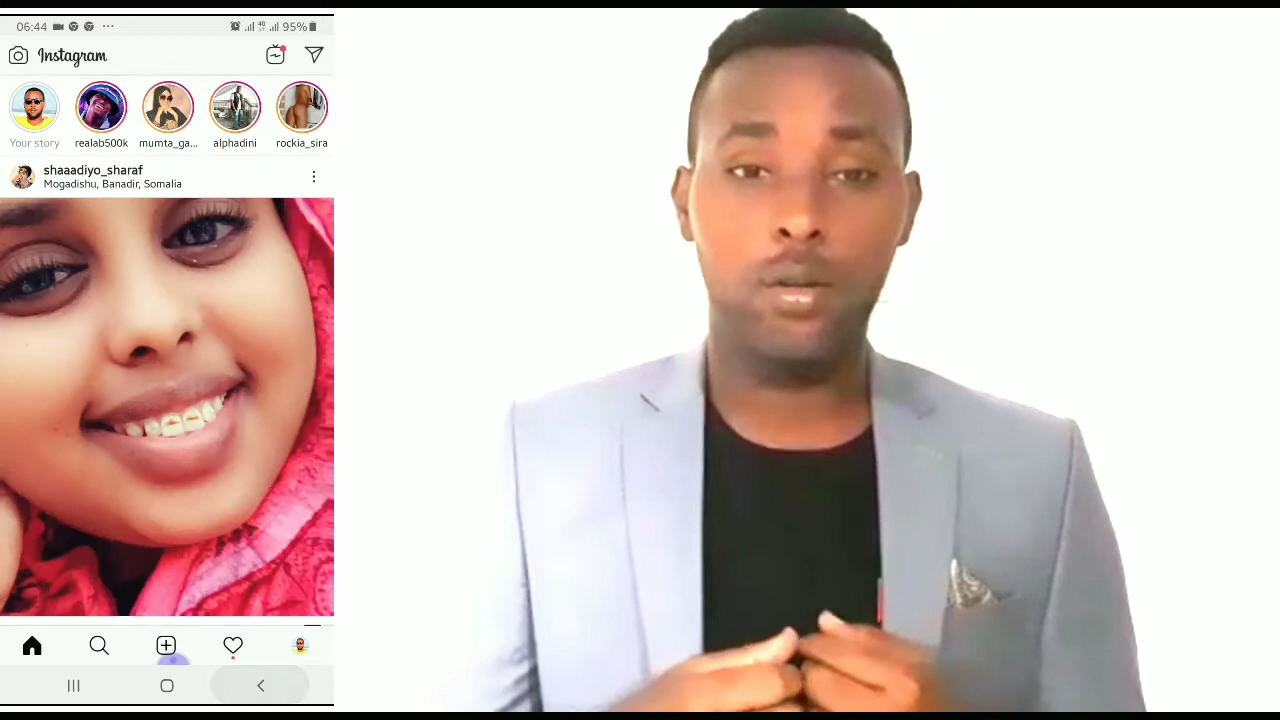 06:44 95%
Instagram
Your story realab500k mumta_ga... alphadini rockia_sira
shaaadiyo_sharaf
Mogadishu, Banadir, Somalia